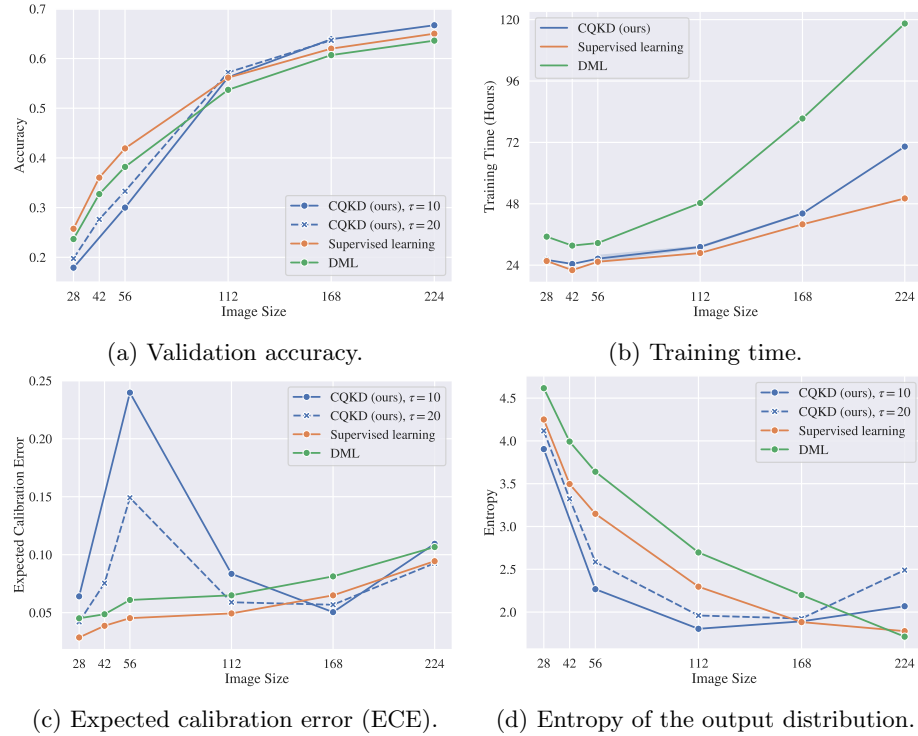 0.7
0.6
0.5
0.4
0.3
0.2
Accuracy
CQKD (ours), τ = 10
CQKD (ours), τ = 20
Supervised learning
DML
28 42 56 112 168 224
Image Size
(a) Validation accuracy.
120
96
72
48
24
Training Time (Hours)
CQKD (ours)
Supervised learning
DML
28 42 56 112 168 224
Image Size
(b) Training time.
0.25
0.20
0.15
0.10
0.05
Expected Calibration Error
CQKD (ours), τ = 10
CQKD (ours), τ = 20
Supervised learning
DML
28 42 56 112 168 224
Image Size
(c) Expected calibration error (ECE).
4.5
4.0
3.5
3.0
2.5
2.0
Entropy
CQKD (ours), τ = 10
CQKD (ours), τ = 20
Supervised learning
DML
28 42 56 112 168 224
Image Size
(d) Entropy of the output distribution.